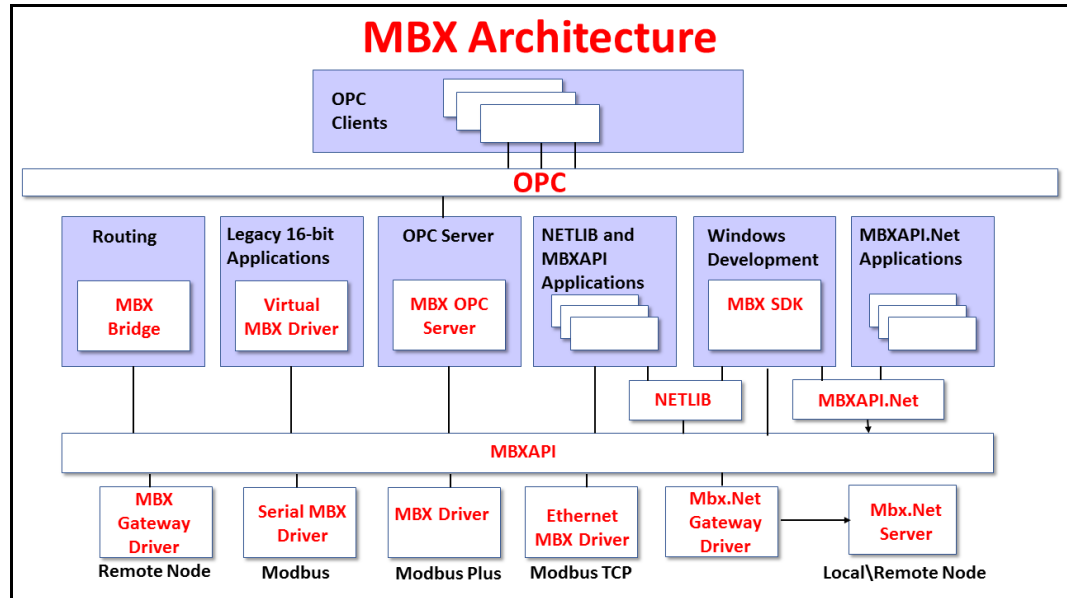 MBX Architecture
OPC
Clients
OPC
Routing
MBX
Bridge
Legacy 16-bit
Applications
Virtual
MBX Driver
OPC Server
MBX OPC
Server
NETLIB and
MBXAPI
Applications
Windows
Development
MBX SDK
MBXAPI.Net
Applications
NETLIB
MBXAPI.Net
MBXAPI
MBX
Gateway
Driver
Remote Node
Serial MBX
Driver
Modbus
MBX Driver
Modbus Plus
Ethernet
MBX Driver
Modbus TCP
Mbx.Net
Gateway
Driver
Mbx.Net
Server
Local\Remote Node